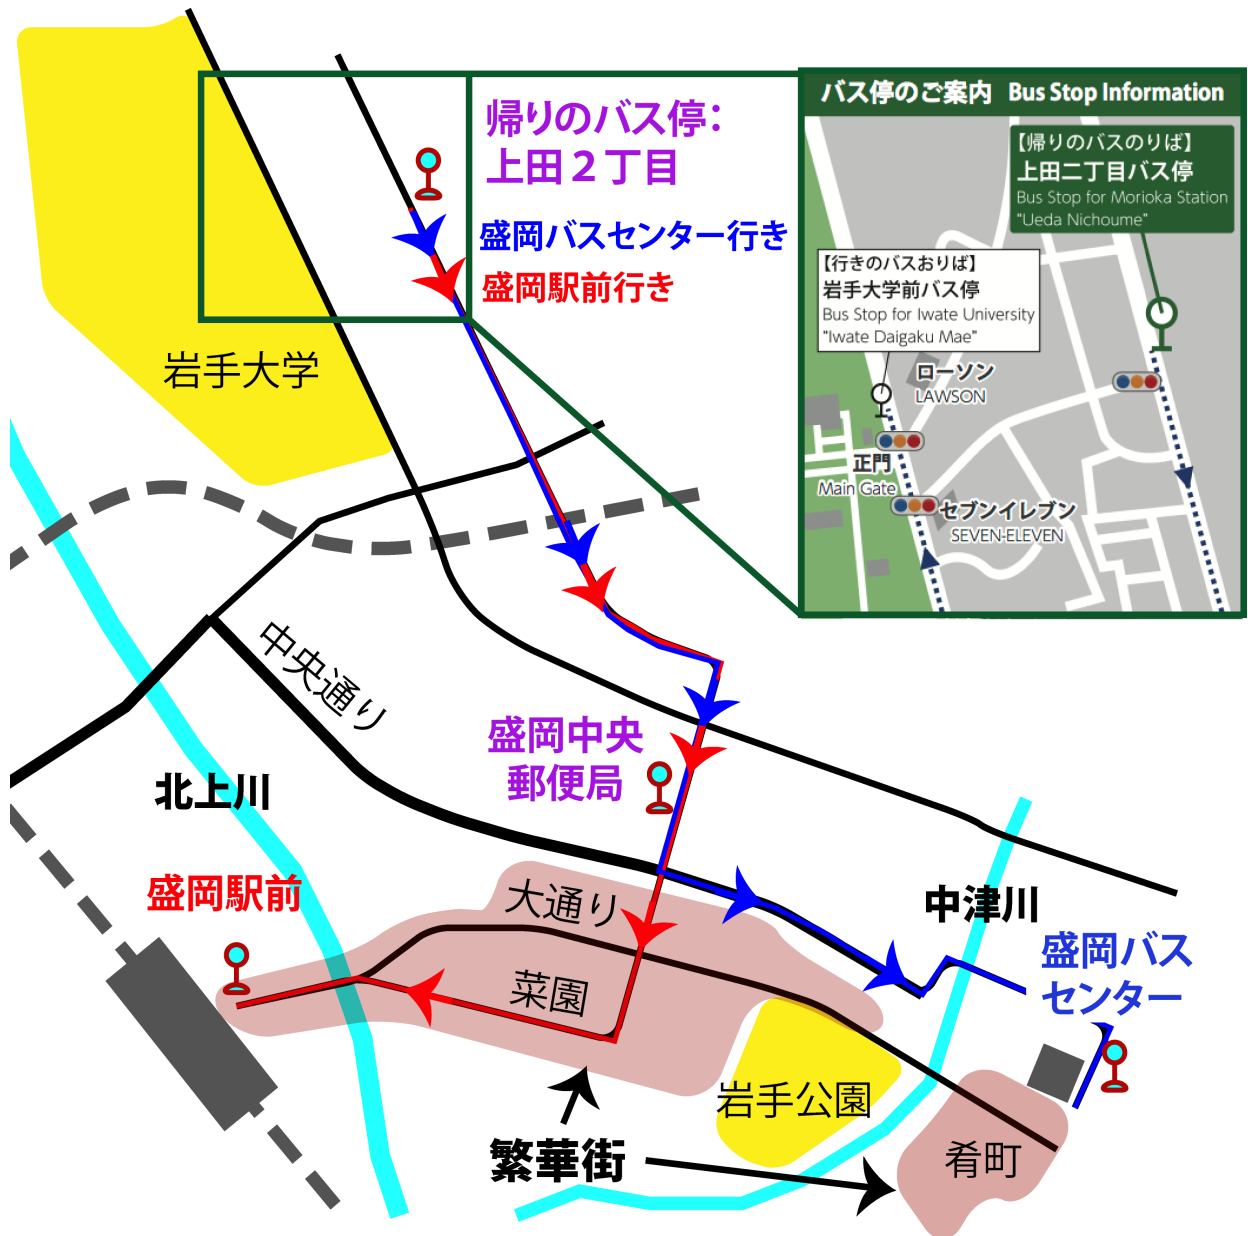 帰りのバス停:
上田２丁目
盛岡バスセンター行き
盛岡駅前行き
バス停のご案内 Bus Stop Information
【帰りのバスのりば】
上田二丁目バス停
Bus Stop for Morioka Station
"Ueda Nichoume"
【行きのバスおりば】
岩手大学前バス停
Bus Stop for Iwate University
"Iwate Daigaku Mae"
ローソン
LAWSON
正門
Main Gate
セブンイレブン
SEVEN-ELEVEN
岩手大学
中央通り
盛岡中央
郵便局
北上川
盛岡駅前
大通り
菜園
中津川
盛岡バス
センター
岩手公園
繁華街
肴町